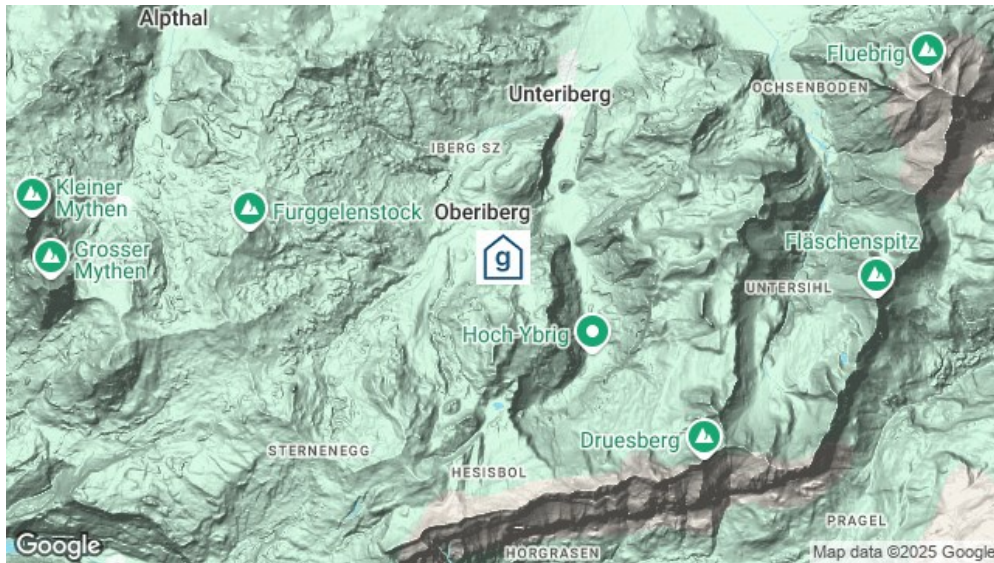 Alpthal
Fluebrig
OCHSENBODEN
Unteriberg
IBERG SZ
Kleiner
Mythen
Furggelenstock
Oberiberg
Grosser
Mythen
g
Fläschenspitz
UNTERSIHL
Hoch-Ybrig
Druesberg
STERNENEGG
HESISBOL
PRAGEL
Google
HORGRASEN
Map data ©2025 Google